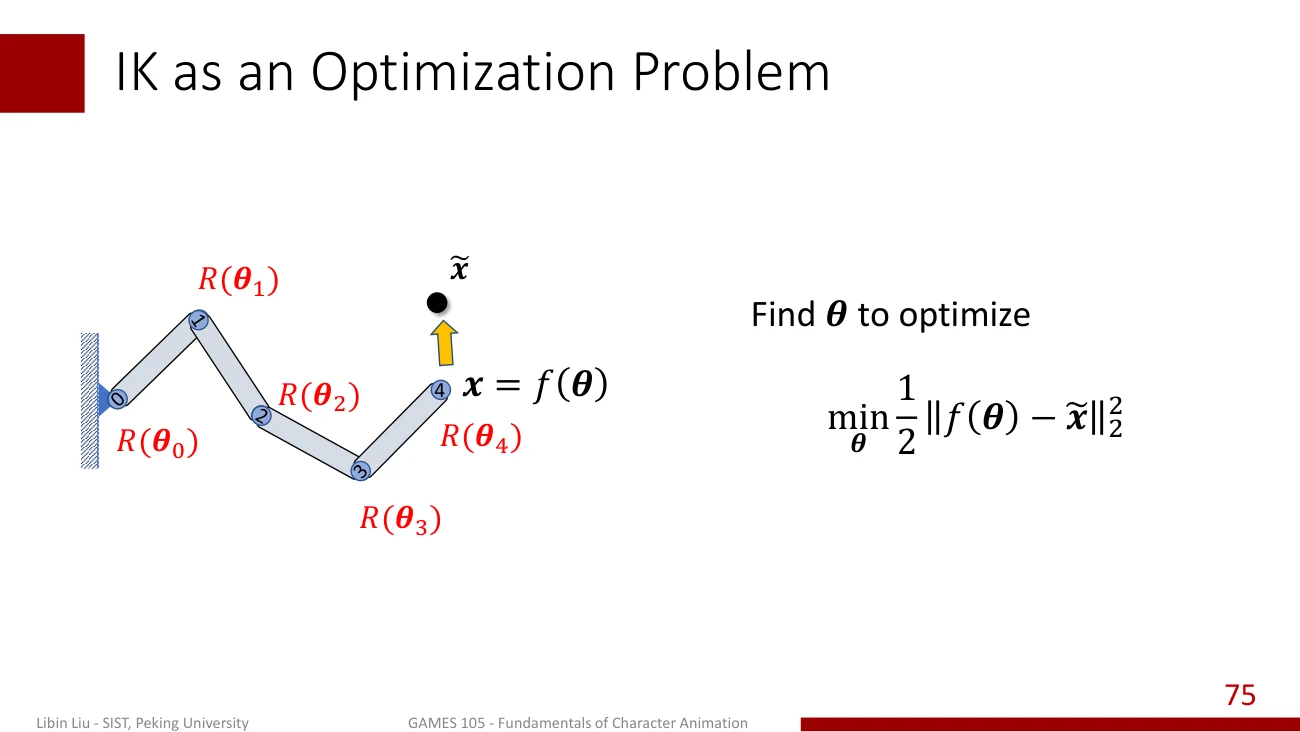 IK as an Optimization Problem
R(θ₁)
x̃
Find θ to optimize
1
2
R(θ₂)
4
x = f(θ)
0
min_θ 1/2 ‖f(θ) − x̃‖₂²
R(θ₀)
R(θ₄)
3
R(θ₃)
75
Libin Liu - SIST, Peking University
GAMES 105 - Fundamentals of Character Animation